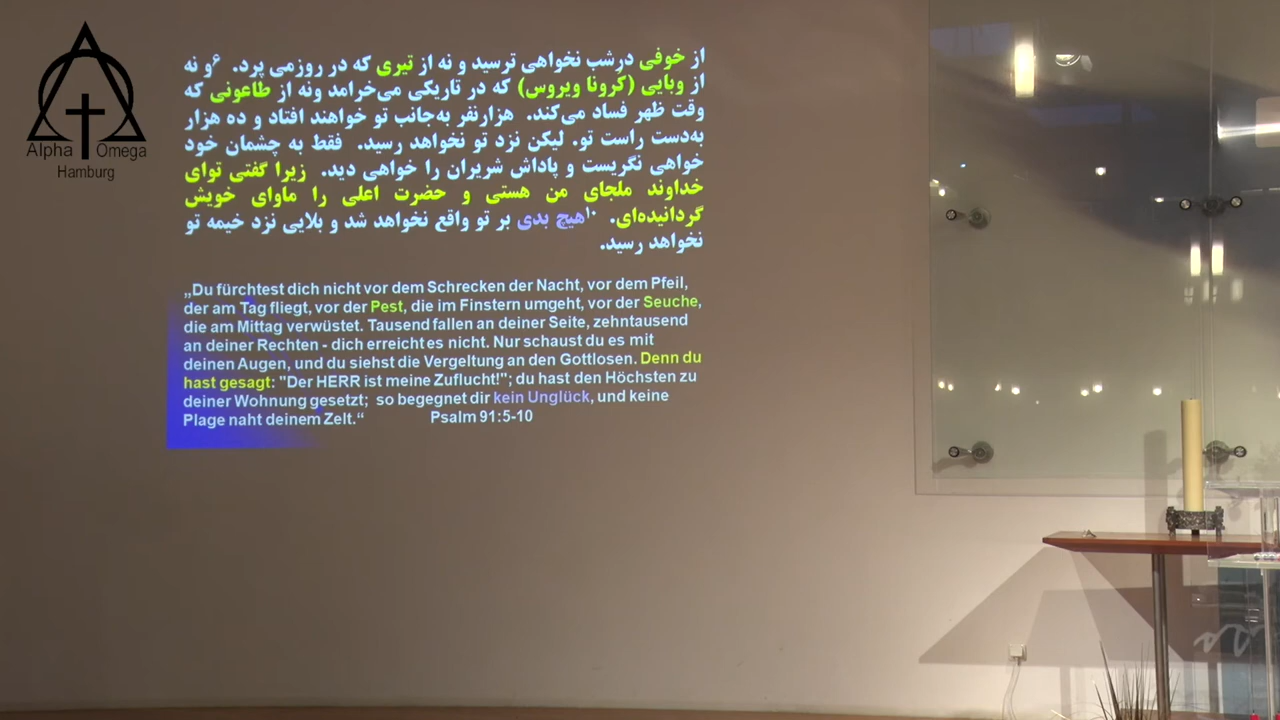 Alpha Omega
Hamburg
از خوفی درشب نخواهی ترسید و نه از تیری که در روزمی پرد. ۶و نه
از وبایی (کرونا ویروس) که در تاریکی می‌خرامد ونه از طاعونی که
وقت ظهر فساد می‌کند. هزارنفر به‌جانب تو خواهند افتاد و ده هزار
به‌دست راست تو. لیکن نزد تو نخواهد رسید. فقط به چشمان خود
خواهی نگریست و پاداش شریران را خواهی دید. زیرا گفتی توای
خداوند ملجای من هستی و حضرت اعلی را ماوای خویش
گردانیده‌ای. ۱۰هیچ بدی بر تو واقع نخواهد شد و بلایی نزد خیمه تو
نخواهد رسید.
„Du fürchtest dich nicht vor dem Schrecken der Nacht, vor dem Pfeil,
der am Tag fliegt, vor der Pest, die im Finstern umgeht, vor der Seuche,
die am Mittag verwüstet. Tausend fallen an deiner Seite, zehntausend
an deiner Rechten - dich erreicht es nicht. Nur schaust du es mit
deinen Augen, und du siehst die Vergeltung an den Gottlosen. Denn du
hast gesagt: "Der HERR ist meine Zuflucht!"; du hast den Höchsten zu
deiner Wohnung gesetzt; so begegnet dir kein Unglück, und keine
Plage naht deinem Zelt.“ Psalm 91:5-10